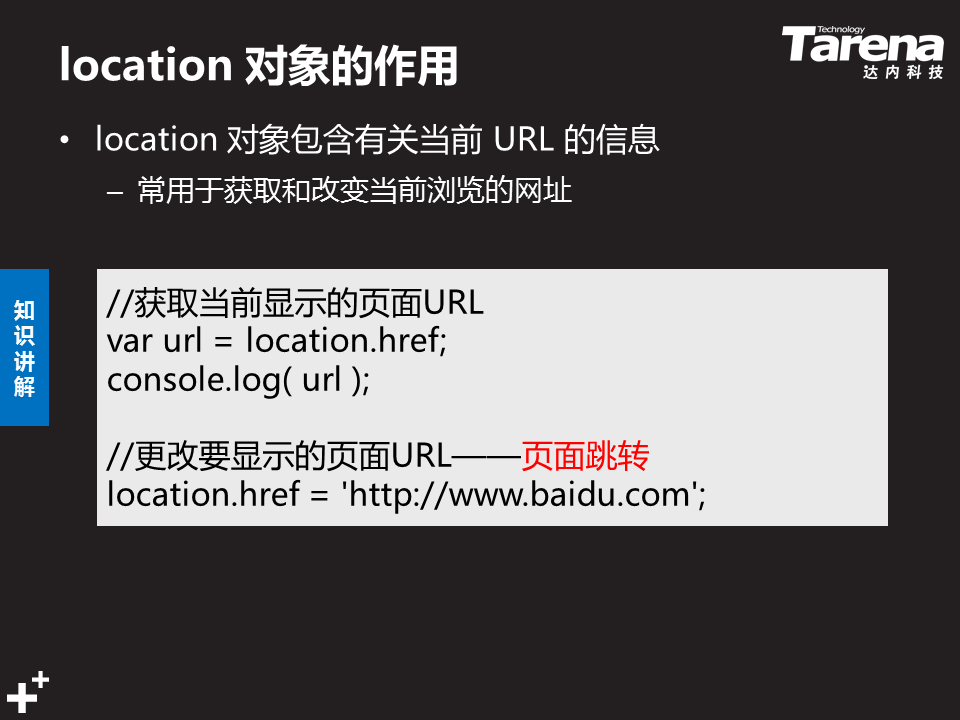 location 对象的作用
Technology
Tarena
达内科技
• location 对象包含有关当前 URL 的信息
– 常用于获取和改变当前浏览的网址
知识讲解
//获取当前显示的页面URL
var url = location.href;
console.log( url );
//更改要显示的页面URL——页面跳转
location.href = 'http://www.baidu.com';